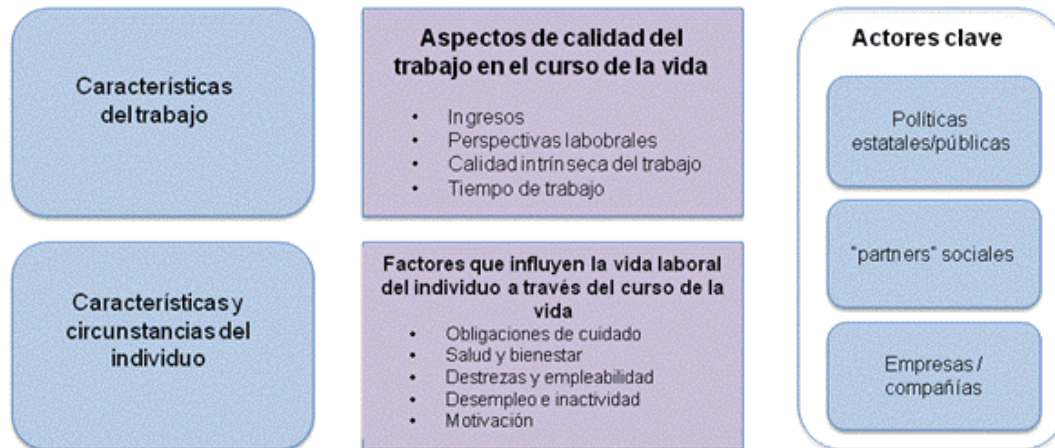 Características
del trabajo
Aspectos de calidad del
trabajo en el curso de la vida
• Ingresos
• Perspectivas labobrales
• Calidad intrínseca del trabajo
• Tiempo de trabajo
Características y
circunstancias del
individuo
Factores que influyen la vida laboral
del individuo a través del curso de la
vida
• Obligaciones de cuidado
• Salud y bienestar
• Destrezas y empleabilidad
• Desempleo e inactividad
• Motivación
Actores clave
Políticas
estatales/públicas
"partners" sociales
Empresas /
compañías